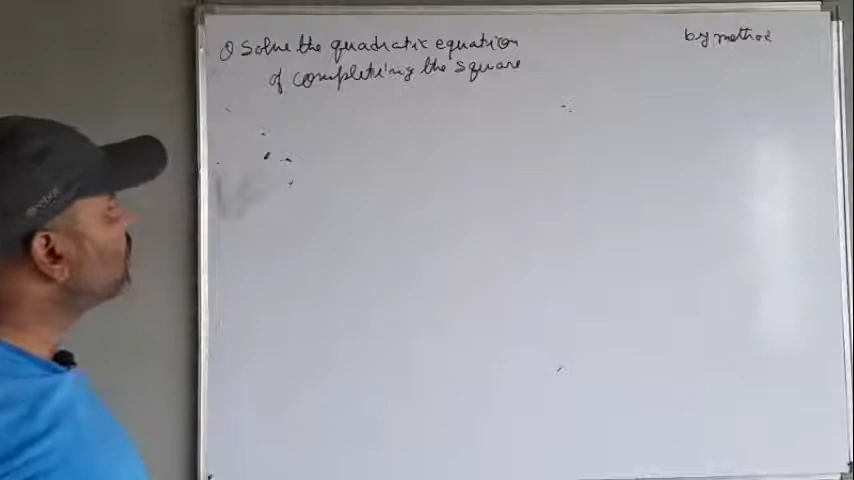 Q Solve the quadratic equation by method
of completing the square